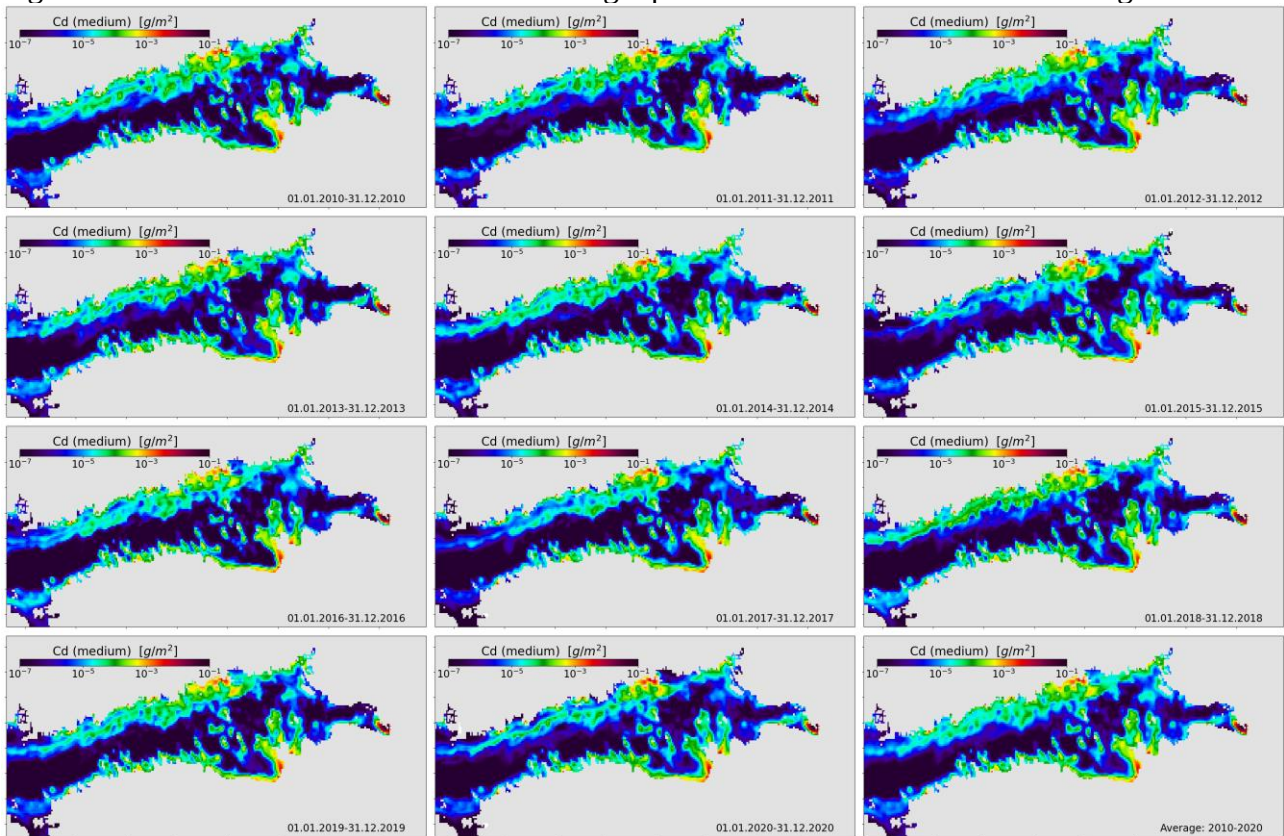 Cd (medium) [g/m²]
10⁻⁷ 10⁻⁵ 10⁻³ 10⁻¹
01.01.2010-31.12.2010
Cd (medium) [g/m²]
10⁻⁷ 10⁻⁵ 10⁻³ 10⁻¹
01.01.2011-31.12.2011
Cd (medium) [g/m²]
10⁻⁷ 10⁻⁵ 10⁻³ 10⁻¹
01.01.2012-31.12.2012
Cd (medium) [g/m²]
10⁻⁷ 10⁻⁵ 10⁻³ 10⁻¹
01.01.2013-31.12.2013
Cd (medium) [g/m²]
10⁻⁷ 10⁻⁵ 10⁻³ 10⁻¹
01.01.2014-31.12.2014
Cd (medium) [g/m²]
10⁻⁷ 10⁻⁵ 10⁻³ 10⁻¹
01.01.2015-31.12.2015
Cd (medium) [g/m²]
10⁻⁷ 10⁻⁵ 10⁻³ 10⁻¹
01.01.2016-31.12.2016
Cd (medium) [g/m²]
10⁻⁷ 10⁻⁵ 10⁻³ 10⁻¹
01.01.2017-31.12.2017
Cd (medium) [g/m²]
10⁻⁷ 10⁻⁵ 10⁻³ 10⁻¹
01.01.2018-31.12.2018
Cd (medium) [g/m²]
10⁻⁷ 10⁻⁵ 10⁻³ 10⁻¹
01.01.2019-31.12.2019
Cd (medium) [g/m²]
10⁻⁷ 10⁻⁵ 10⁻³ 10⁻¹
01.01.2020-31.12.2020
Cd (medium) [g/m²]
10⁻⁷ 10⁻⁵ 10⁻³ 10⁻¹
Average: 2010-2020